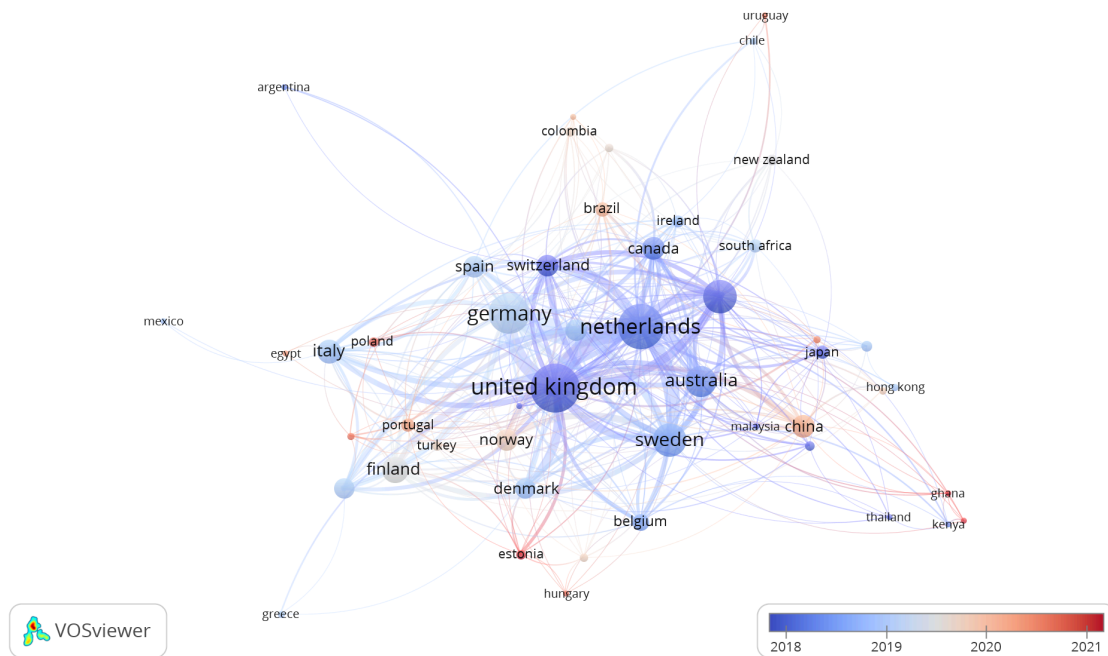 uruguay
chile
argentina
colombia
new zealand
brazil
ireland
canada
south africa
switzerland
spain
germany
mexico
netherlands
poland
italy
egypt
japan
united kingdom
australia
hong kong
portugal
malaysia
china
norway
sweden
turkey
finland
denmark
ghana
thailand
belgium
kenya
estonia
hungary
greece
VOSviewer
2018 2019 2020 2021